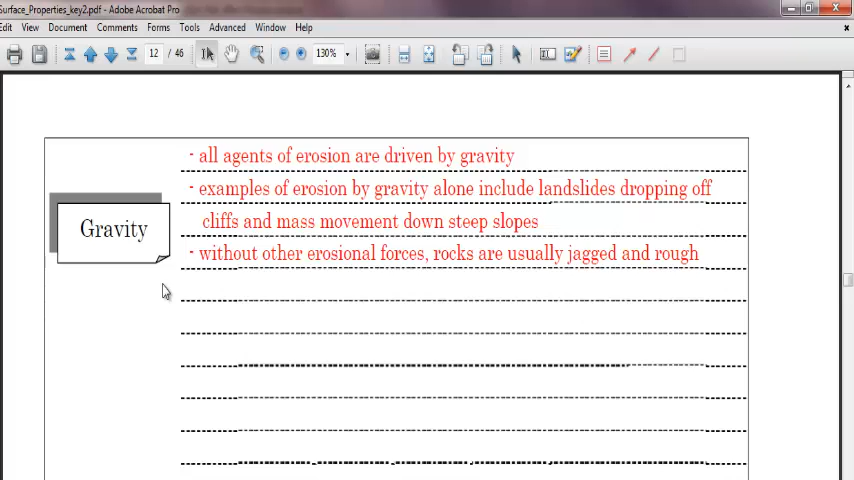 Surface_Properties_key2.pdf - Adobe Acrobat Pro
Edit View Document Comments Forms Tools Advanced Window Help
12 / 46 130%
- all agents of erosion are driven by gravity
- examples of erosion by gravity alone include landslides dropping off
cliffs and mass movement down steep slopes
Gravity
- without other erosional forces, rocks are usually jagged and rough